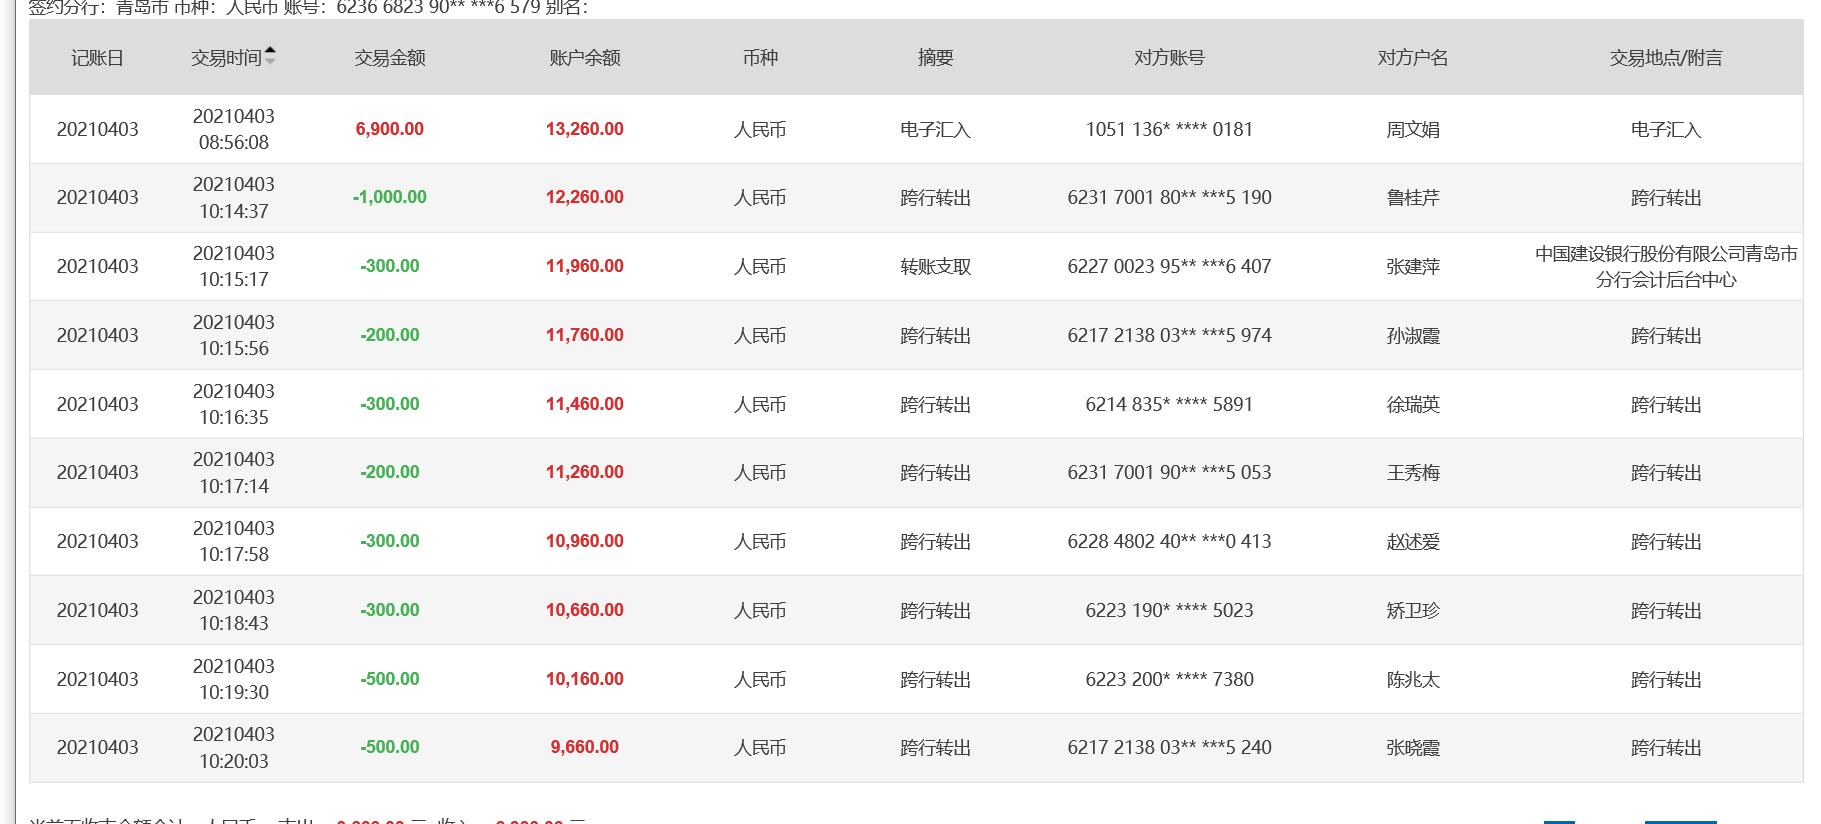 签约分行：青岛市 币种：人民币 账号：6236 6823 90** ***6 579 别名：
记账日 交易时间 交易金额 账户余额 币种 摘要 对方账号 对方户名 交易地点/附言
20210403 20210403 08:56:08 6,900.00 13,260.00 人民币 电子汇入 1051 136* **** 0181 周文娟 电子汇入
20210403 20210403 10:14:37 -1,000.00 12,260.00 人民币 跨行转出 6231 7001 80** ***5 190 鲁桂芹 跨行转出
20210403 20210403 10:15:17 -300.00 11,960.00 人民币 转账支取 6227 0023 95** ***6 407 张建萍 中国建设银行股份有限公司青岛市分行会计后台中心
20210403 20210403 10:15:56 -200.00 11,760.00 人民币 跨行转出 6217 2138 03** ***5 974 孙淑霞 跨行转出
20210403 20210403 10:16:35 -300.00 11,460.00 人民币 跨行转出 6214 835* **** 5891 徐瑞英 跨行转出
20210403 20210403 10:17:14 -200.00 11,260.00 人民币 跨行转出 6231 7001 90** ***5 053 王秀梅 跨行转出
20210403 20210403 10:17:58 -300.00 10,960.00 人民币 跨行转出 6228 4802 40** ***0 413 赵述爱 跨行转出
20210403 20210403 10:18:43 -300.00 10,660.00 人民币 跨行转出 6223 190* **** 5023 矫卫珍 跨行转出
20210403 20210403 10:19:30 -500.00 10,160.00 人民币 跨行转出 6223 200* **** 7380 陈兆太 跨行转出
20210403 20210403 10:20:03 -500.00 9,660.00 人民币 跨行转出 6217 2138 03** ***5 240 张晓霞 跨行转出